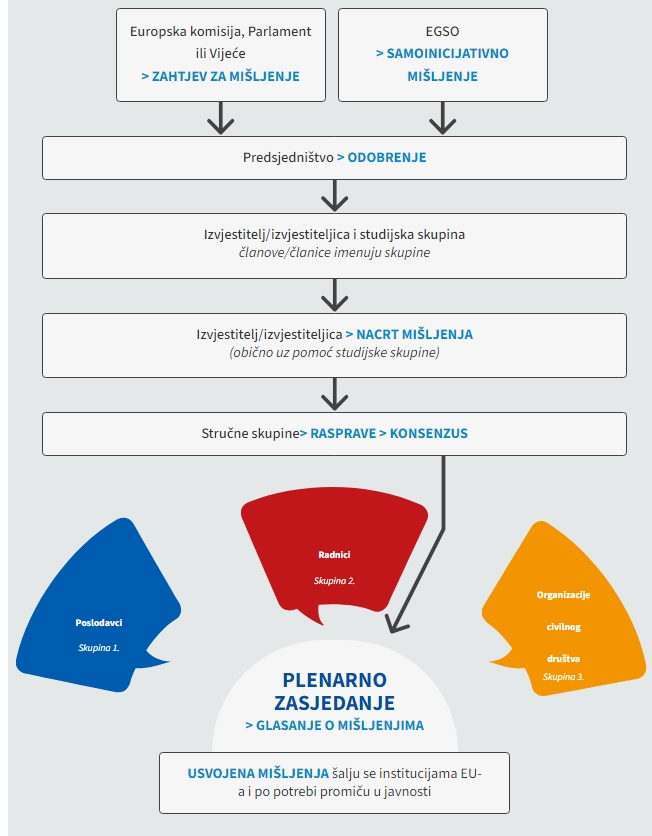 Europska komisija, Parlament
ili Vijeće
> ZAHTJEV ZA MIŠLJENJE
EGSO
> SAMOINICIJATIVNO
MIŠLJENJE
Predsjedništvo > ODOBRENJE
Izvjestitelj/izvjestiteljica i studijska skupina
članove/članice imenuju skupine
Izvjestitelj/izvjestiteljica > NACRT MIŠLJENJA
(obično uz pomoć studijske skupine)
Stručne skupine> RASPRAVE > KONSENZUS
Poslodavci
Skupina 1.
Radnici
Skupina 2.
Organizacije
civilnog
društva
Skupina 3.
PLENARNO
ZASJEDANJE
> GLASANJE O MIŠLJENJIMA
USVOJENA MIŠLJENJA šalju se institucijama EU-
a i po potrebi promiču u javnosti